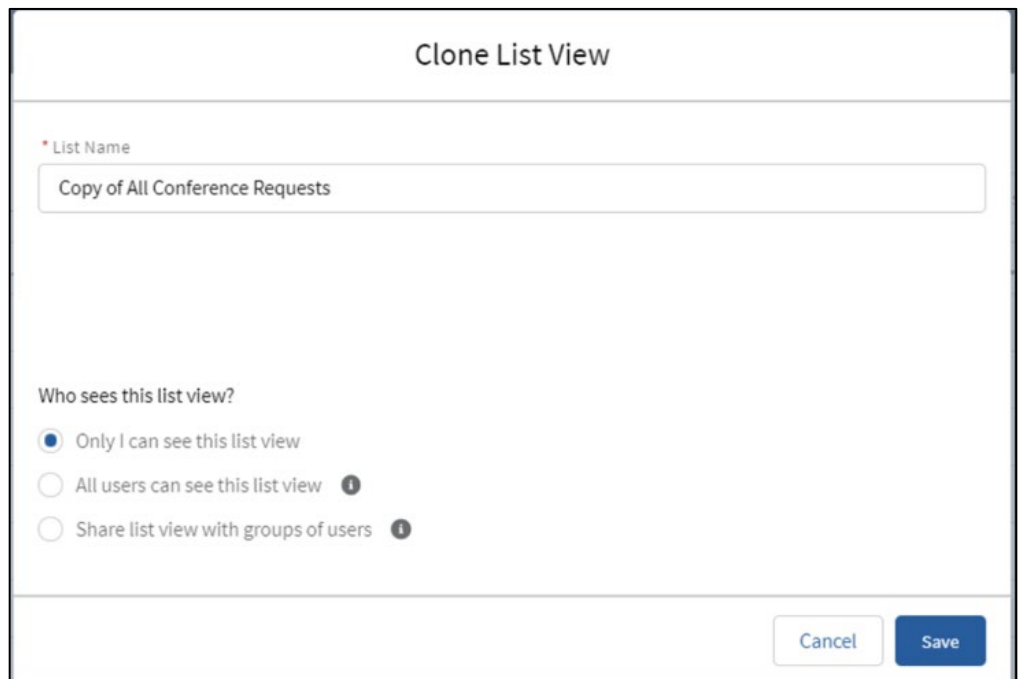 Clone List View
* List Name
Copy of All Conference Requests
Who sees this list view?
Only I can see this list view
All users can see this list view
Share list view with groups of users
Cancel Save